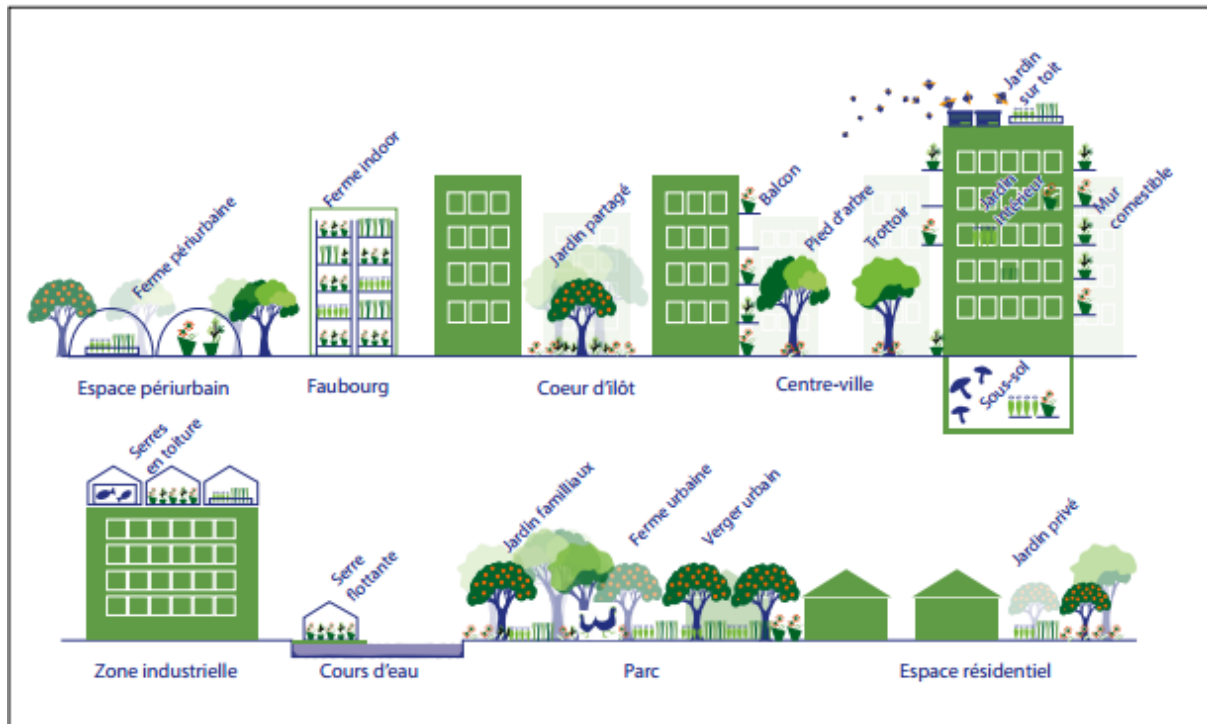 Jardin
sur toit
Ferme indoor
Ferme périurbaine
Jardin partagé
Balcon
Pied d'arbre
Trottoir
Jardin
intérieur
Mur
comestible
Sous-sol
Espace périurbain
Faubourg
Coeur d'îlôt
Centre-ville
Serres
en toiture
Serre
flottante
Jardin familliaux
Ferme urbaine
Verger urbain
Jardin privé
Zone industrielle
Cours d'eau
Parc
Espace résidentiel